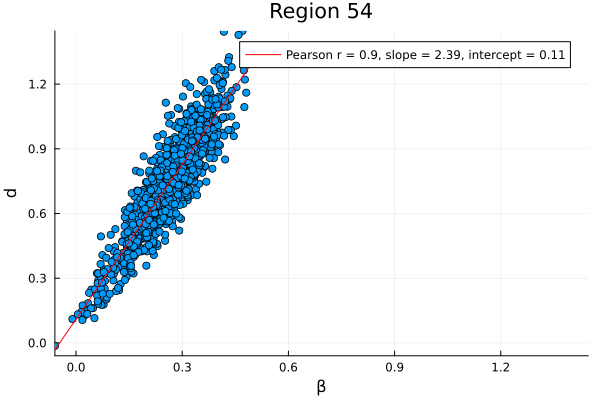 Region 54
Pearson r = 0.9, slope = 2.39, intercept = 0.11
d
1.2
0.9
0.6
0.3
0.0
0.0 0.3 0.6 0.9 1.2
β